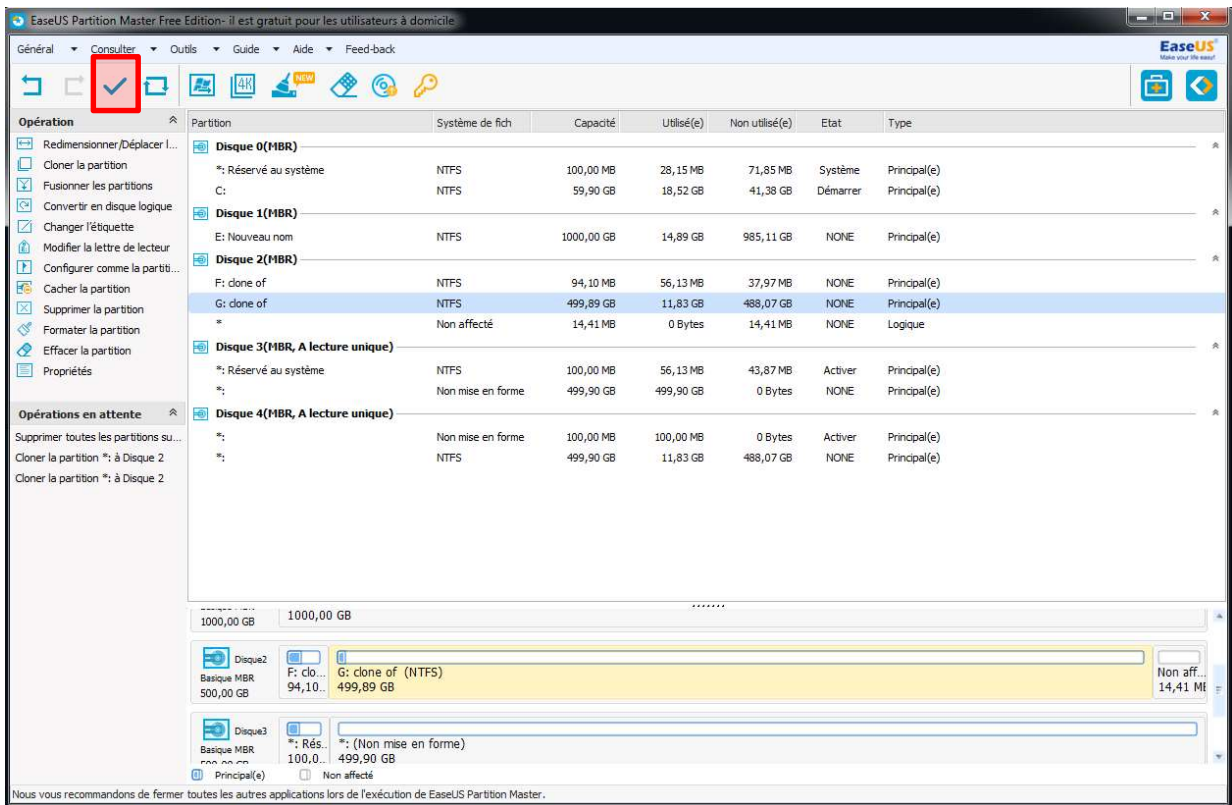 EaseUS Partition Master Free Edition- il est gratuit pour les utilisateurs à domicile
Général Consulter Outils Guide Aide Feed-back
EaseUS
Make your life easy!
4K NEW
Opération
Redimensionner/Déplacer l...
Cloner la partition
Fusionner les partitions
Convertir en disque logique
Changer l'étiquette
Modifier la lettre de lecteur
Configurer comme la partiti...
Cacher la partition
Supprimer la partition
Formater la partition
Effacer la partition
Propriétés
Opérations en attente
Supprimer toutes les partitions su...
Cloner la partition *: à Disque 2
Cloner la partition *: à Disque 2
Partition Système de fich Capacité Utilisé(e) Non utilisé(e) Etat Type
Disque 0(MBR)
*: Réservé au système NTFS 100,00 MB 28,15 MB 71,85 MB Système Principal(e)
C: NTFS 59,90 GB 18,52 GB 41,38 GB Démarrer Principal(e)
Disque 1(MBR)
E: Nouveau nom NTFS 1000,00 GB 14,89 GB 985,11 GB NONE Principal(e)
Disque 2(MBR)
F: clone of NTFS 94,10 MB 56,13 MB 37,97 MB NONE Principal(e)
G: clone of NTFS 499,89 GB 11,83 GB 488,07 GB NONE Principal(e)
* Non affecté 14,41 MB 0 Bytes 14,41 MB NONE Logique
Disque 3(MBR, A lecture unique)
*: Réservé au système NTFS 100,00 MB 56,13 MB 43,87 MB Activer Principal(e)
*: Non mise en forme 499,90 GB 499,90 GB 0 Bytes NONE Principal(e)
Disque 4(MBR, A lecture unique)
*: Non mise en forme 100,00 MB 100,00 MB 0 Bytes Activer Principal(e)
*: NTFS 499,90 GB 11,83 GB 488,07 GB NONE Principal(e)
1000,00 GB
1000,00 GB
Disque2
Basique MBR
500,00 GB
F: clo...
94,10..
G: clone of (NTFS)
499,89 GB
Non aff...
14,41 ME
Disque3
Basique MBR
*: Rés..
100,0..
*: (Non mise en forme)
499,90 GB
Principal(e) Non affecté
Nous vous recommandons de fermer toutes les autres applications lors de l'exécution de EaseUS Partition Master.